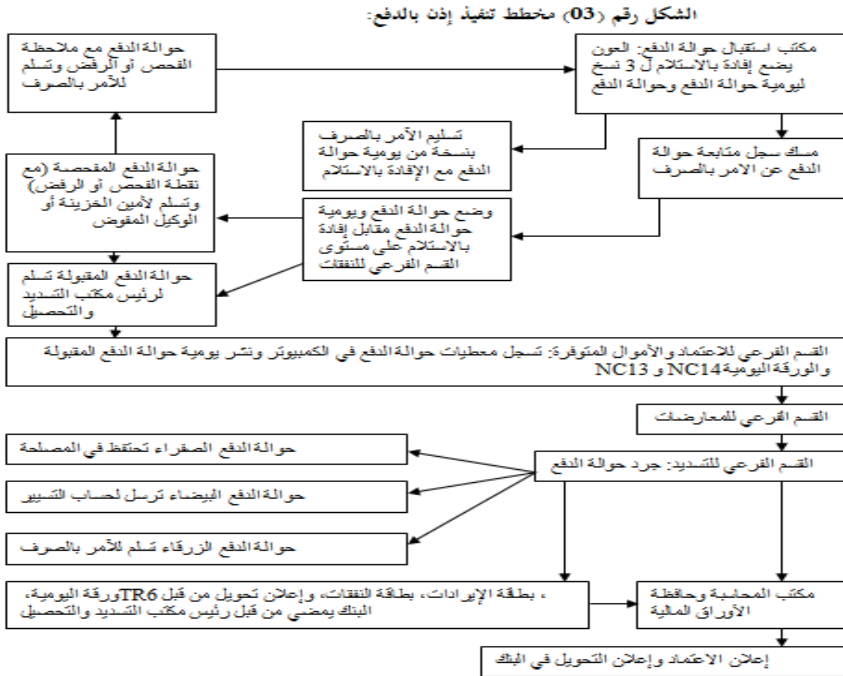 الشكل رقم (03) مخطط تنفيذ إذن بالدفع:
مكتب استقبال حوالة الدفع: العون
يضع إفادة بالاستلام ل 3 نسخ
ليومية حوالة الدفع وحوالة الدفع
حوالة الدفع مع ملاحظة
الفحص أو الرفض وتسلم
للأمر بالصرف
تسليم الأمر بالصرف
بنسخة من يومية حوالة
الدفع مع الإفادة بالاستلام
مسك سجل متابعة حوالة
الدفع عن الامر بالصرف
حوالة الدفع المفحصة (مع
نقطة الفحص أو الرفض)
وتسلم لأمين الخزينة أو
الوكيل المفوض
وضع حوالة الدفع ويومية
حوالة الدفع مقابل إفادة
بالاستلام على مستوى
القسم الفرعي للنفقات
حوالة الدفع المقبولة تسلم
لرئيس مكتب التسديد
والتحصيل
القسم الفرعي للاعتماد والأموال المتوفرة: تسجل معطيات حوالة الدفع في الكمبيوتر ونشر يومية حوالة الدفع المقبولة
والورقة اليومية NC14 و NC13
القسم الفرعي للمعارضات
القسم الفرعي للتسديد: جرد حوالة الدفع
حوالة الدفع الصفراء تحتفظ في المصلحة
حوالة الدفع البيضاء ترسل لحساب التسيير
حوالة الدفع الزرقاء تسلم للأمر بالصرف
، بطاقة الإيرادات، بطاقة النفقات، وإعلان تحويل من قبل TR6ورقة اليومية،
البنك يمضي من قبل رئيس مكتب التسديد والتحصيل
مكتب المحاسبة وحافظة
الأوراق المالية
إعلان الاعتماد وإعلان التحويل في البنك